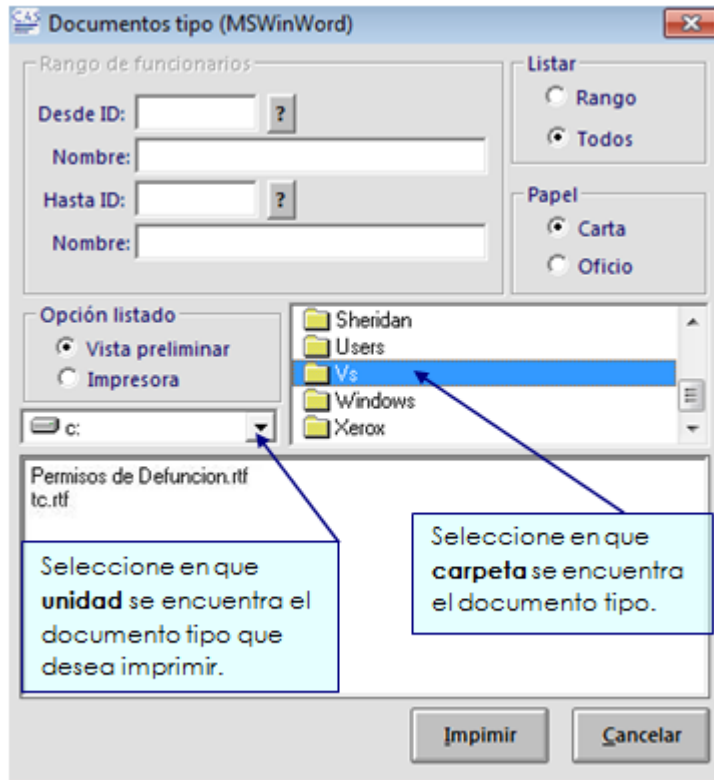 CAS Documentos tipo (MSWinWord)
Rango de funcionarios
Desde ID: ?
Nombre:
Hasta ID: ?
Nombre:
Listar
Rango
Todos
Papel
Carta
Oficio
Opción listado
Vista preliminar
Impresora
c:
Sheridan
Users
Vs
Windows
Xerox
Permisos de Defuncion.rtf
tc.rtf
Seleccione en que
unidad se encuentra el
documento tipo que
desea imprimir.
Seleccione en que
carpeta se encuentra
el documento tipo.
Impimir
Cancelar